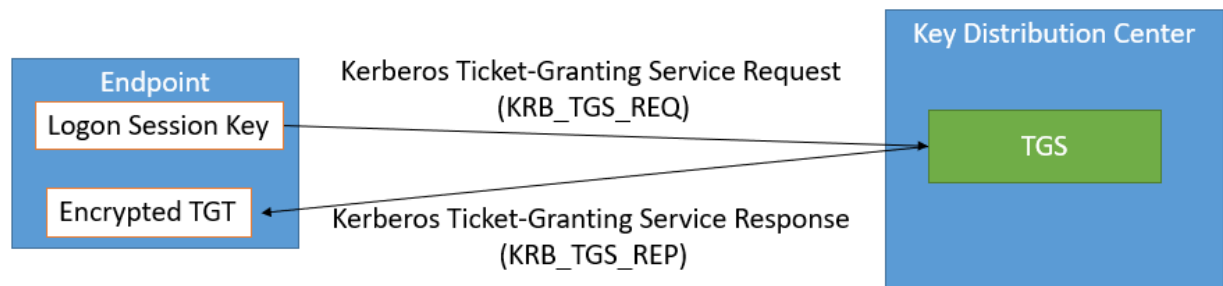 Endpoint
Logon Session Key
Encrypted TGT
Kerberos Ticket-Granting Service Request
(KRB_TGS_REQ)
Kerberos Ticket-Granting Service Response
(KRB_TGS_REP)
Key Distribution Center
TGS